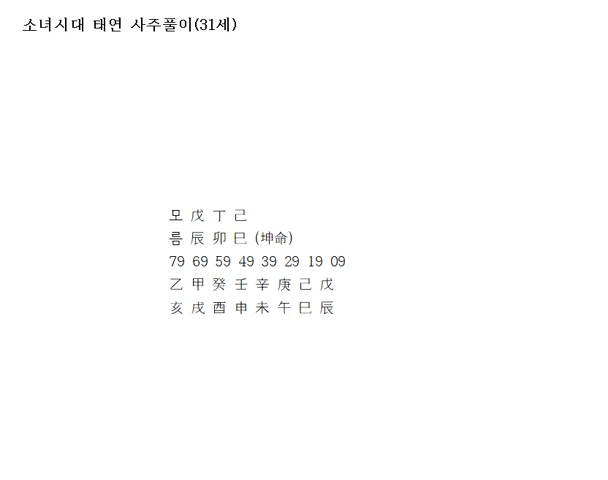 소녀시대 태연 사주풀이(31세)
모 戊 丁 己
름 辰 卯 巳 (坤命)
79 69 59 49 39 29 19 09
乙 甲 癸 壬 辛 庚 己 戊
亥 戌 酉 申 未 午 巳 辰